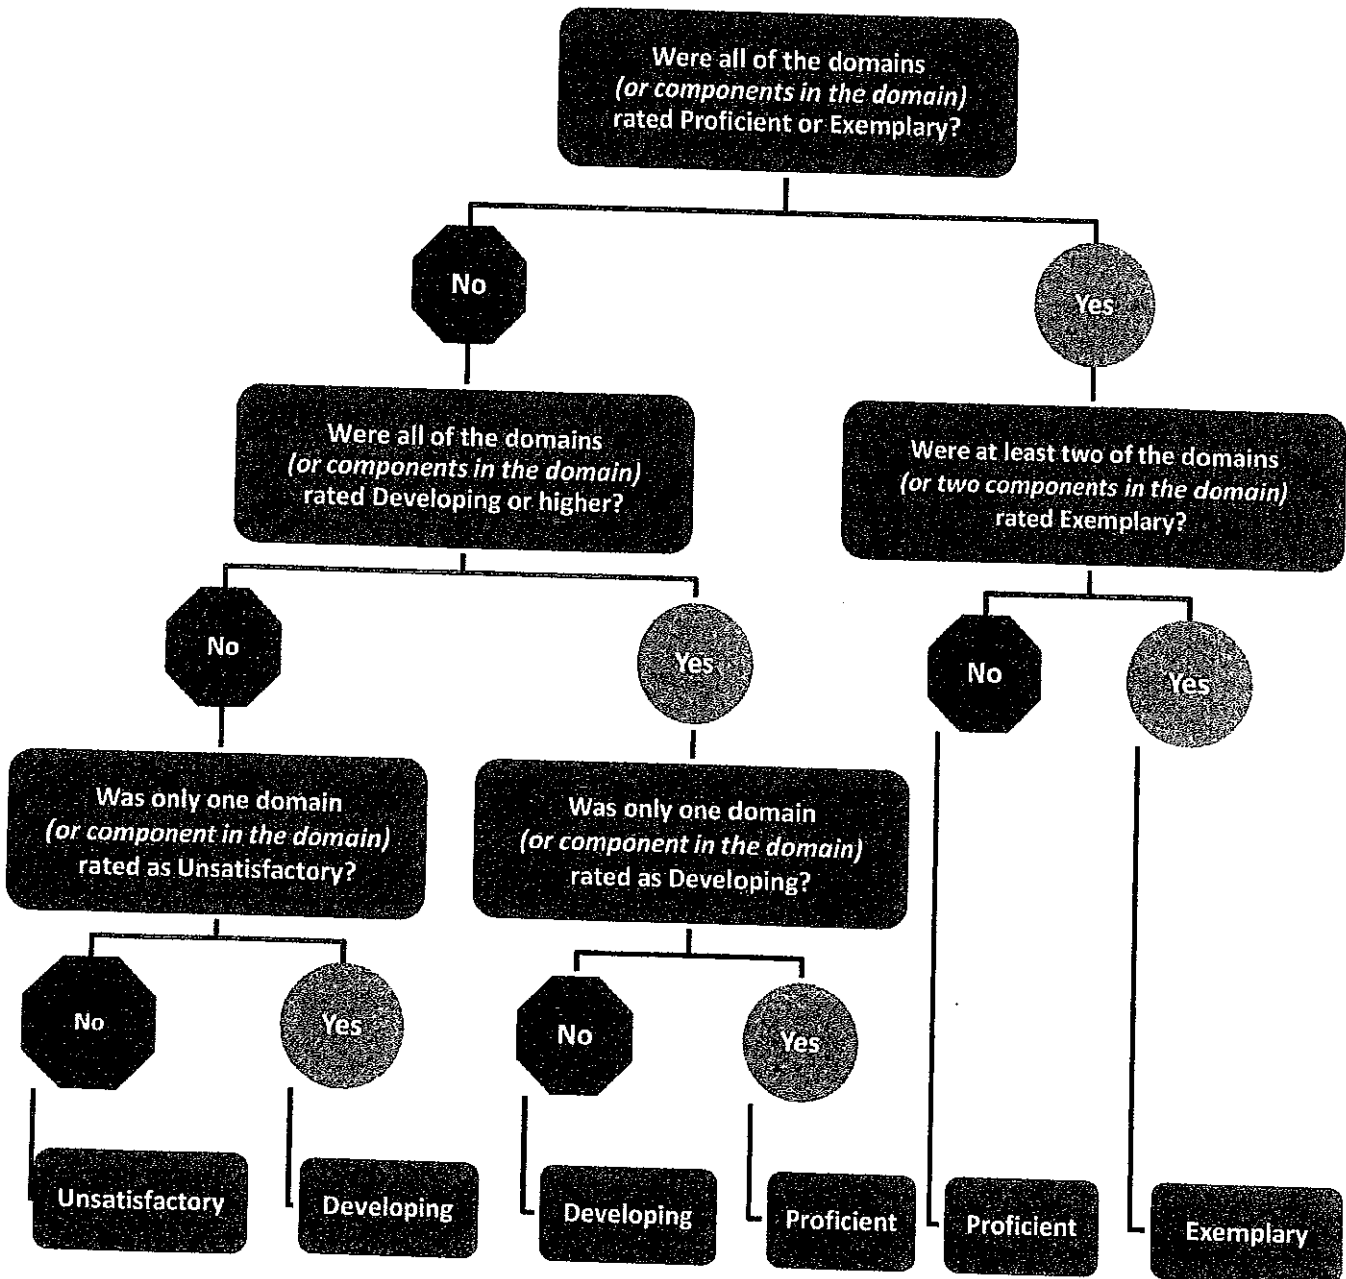 Were all of the domains
(or components in the domain)
rated Proficient or Exemplary?
No
Yes
Were all of the domains
(or components in the domain)
rated Developing or higher?
Were at least two of the domains
(or two components in the domain)
rated Exemplary?
No
Yes
No
Yes
Was only one domain
(or component in the domain)
rated as Unsatisfactory?
Was only one domain
(or component in the domain)
rated as Developing?
No
Yes
No
Yes
Unsatisfactory
Developing
Developing
Proficient
Proficient
Exemplary